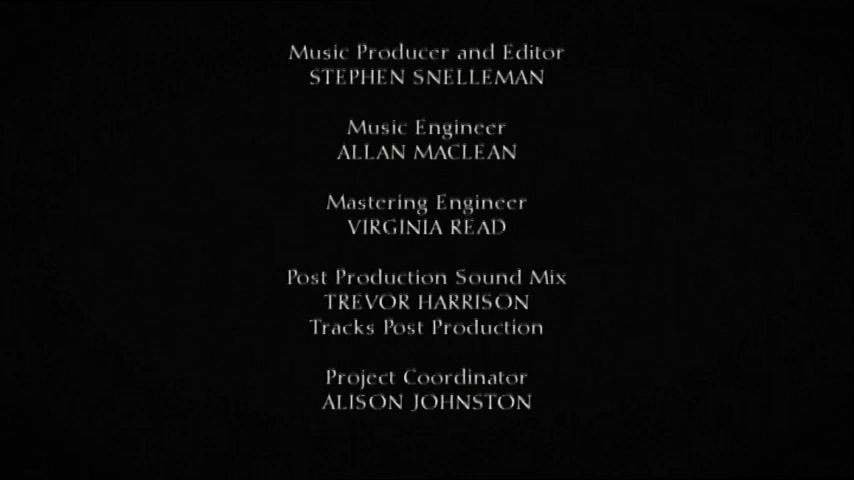 Music Producer and Editor
STEPHEN SNELLEMAN
Music Engineer
ALLAN MACLEAN
Mastering Engineer
VIRGINIA READ
Post Production Sound Mix
TREVOR HARRISON
Tracks Post Production
Project Coordinator
ALISON JOHNSTON